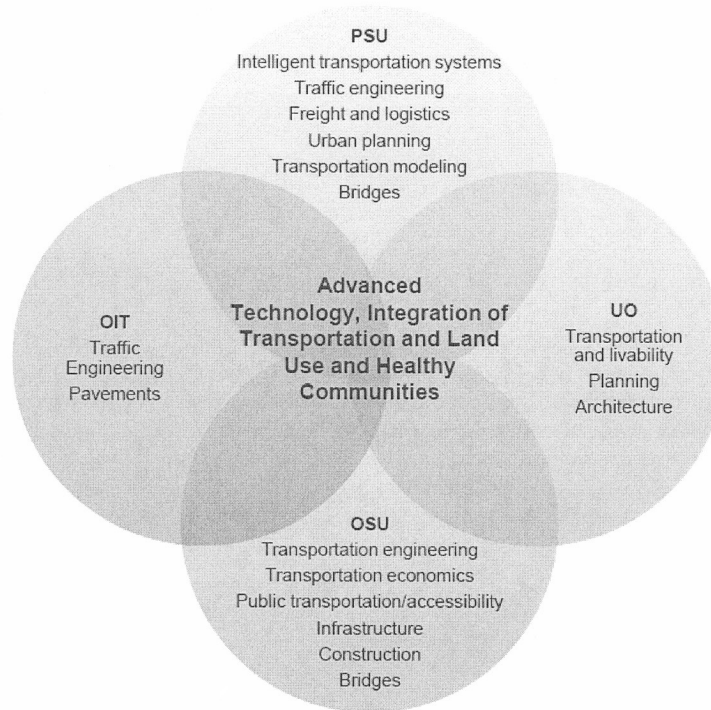 PSU
Intelligent transportation systems
Traffic engineering
Freight and logistics
Urban planning
Transportation modeling
Bridges
Advanced
Technology, Integration of
Transportation and Land
Use and Healthy
Communities
OIT
Traffic
Engineering
Pavements
UO
Transportation
and livability
Planning
Architecture
OSU
Transportation engineering
Transportation economics
Public transportation/accessibility
Infrastructure
Construction
Bridges